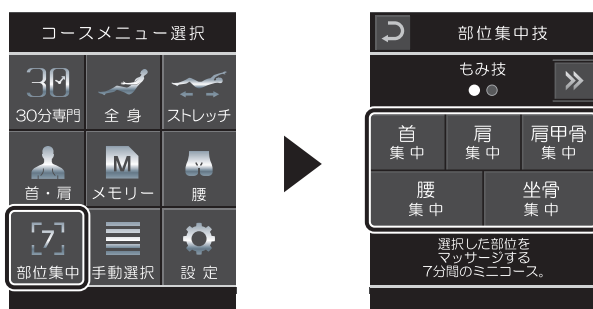 コースメニュー選択
30
30分専門
全 身
ストレッチ
首・肩
M
メモリー
腰
7
部位集中
手動選択
設 定
部位集中技
もみ技
首
集 中
肩
集 中
肩甲骨
集 中
腰
集 中
坐骨
集 中
選択した部位を
マッサージする
7分間のミニコース。